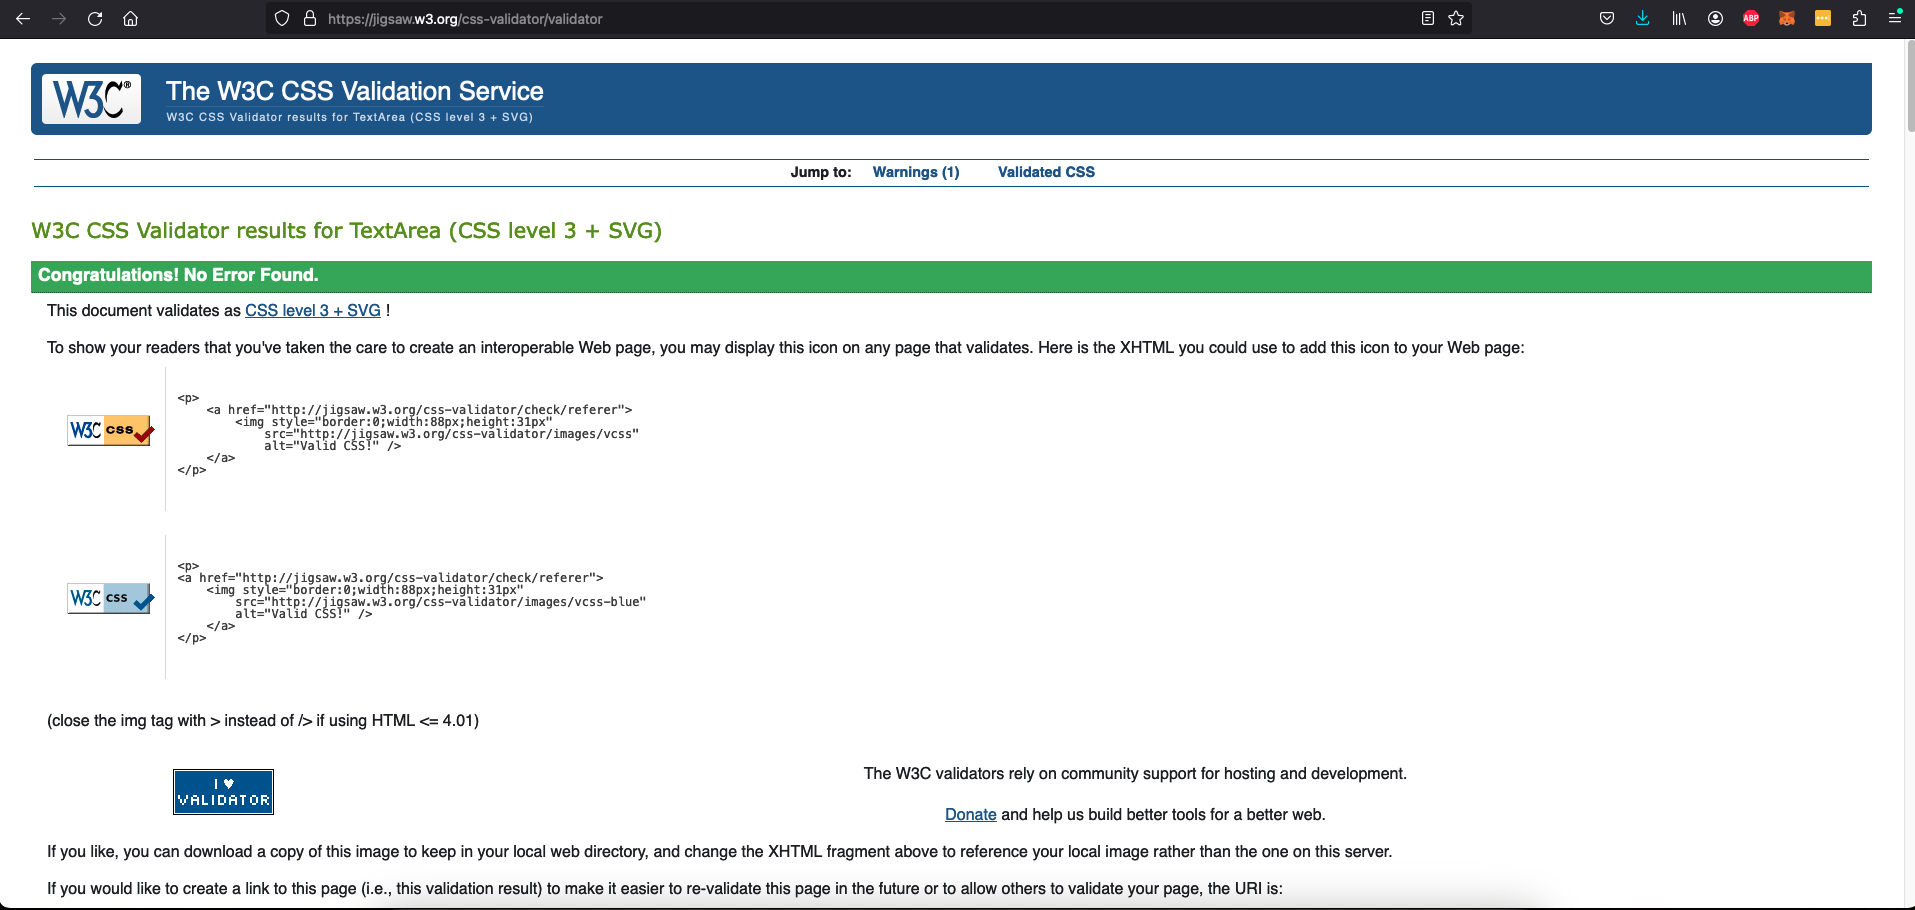 https://jigsaw.w3.org/css-validator/validator
ABP
W3C®
The W3C CSS Validation Service
W3C CSS Validator results for TextArea (CSS level 3 + SVG)
Jump to: Warnings (1) Validated CSS
W3C CSS Validator results for TextArea (CSS level 3 + SVG)
Congratulations! No Error Found.
This document validates as CSS level 3 + SVG !
To show your readers that you've taken the care to create an interoperable Web page, you may display this icon on any page that validates. Here is the XHTML you could use to add this icon to your Web page:
W3C css
<p>
<a href="http://jigsaw.w3.org/css-validator/check/referer">
<img style="border:0;width:88px;height:31px"
src="http://jigsaw.w3.org/css-validator/images/vcss"
alt="Valid CSS!" />
</a>
</p>
W3C css
<p>
<a href="http://jigsaw.w3.org/css-validator/check/referer">
<img style="border:0;width:88px;height:31px"
src="http://jigsaw.w3.org/css-validator/images/vcss-blue"
alt="Valid CSS!" />
</a>
</p>
(close the img tag with > instead of /> if using HTML <= 4.01)
I ♥
VALIDATOR
The W3C validators rely on community support for hosting and development.
Donate and help us build better tools for a better web.
If you like, you can download a copy of this image to keep in your local web directory, and change the XHTML fragment above to reference your local image rather than the one on this server.
If you would like to create a link to this page (i.e., this validation result) to make it easier to re-validate this page in the future or to allow others to validate your page, the URI is: